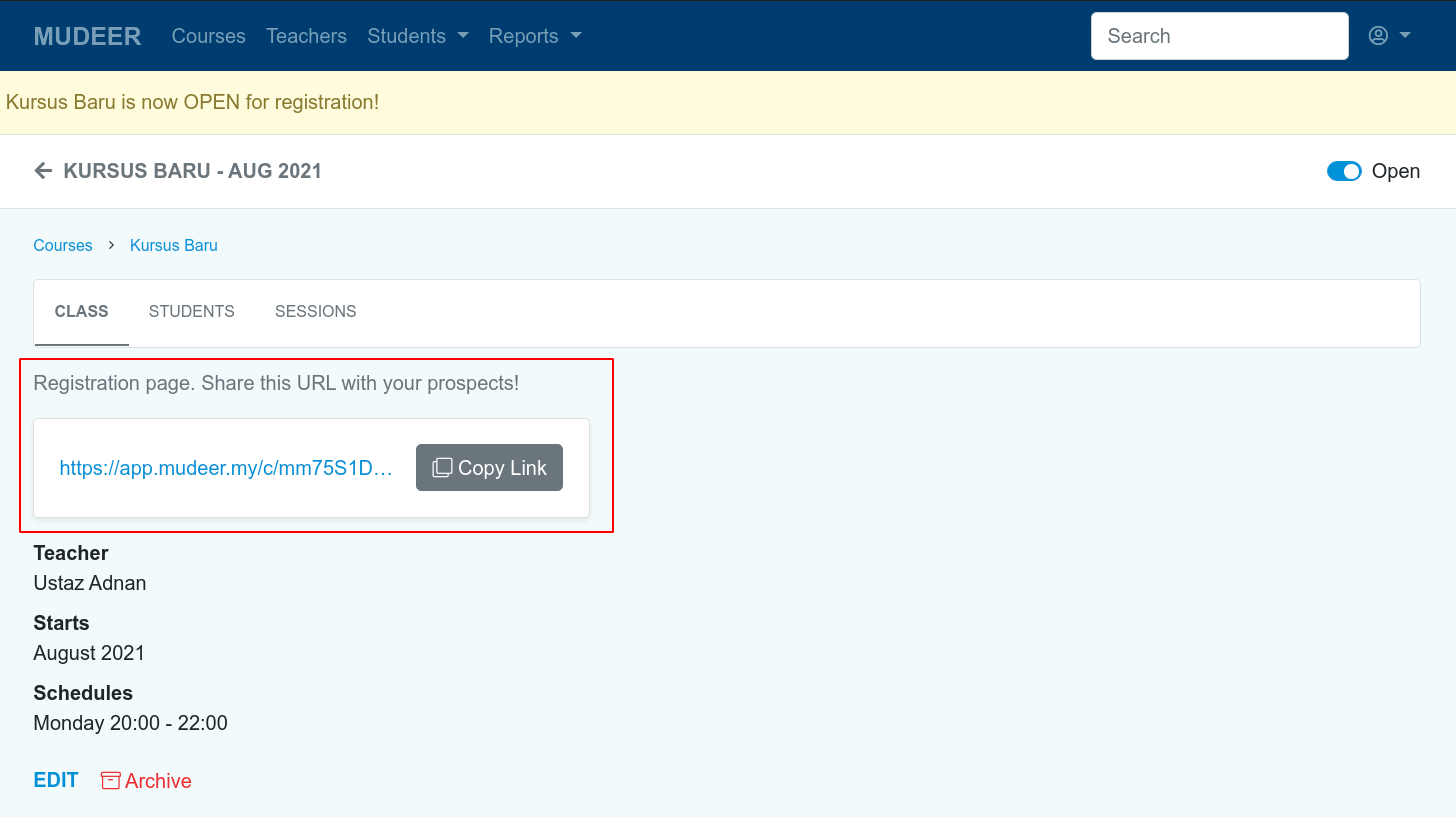 MUDEER Courses Teachers Students Reports Search
Kursus Baru is now OPEN for registration!
KURSUS BARU - AUG 2021 Open
Courses > Kursus Baru
CLASS STUDENTS SESSIONS
Registration page. Share this URL with your prospects!
https://app.mudeer.my/c/mm75S1D... Copy Link
Teacher
Ustaz Adnan
Starts
August 2021
Schedules
Monday 20:00 - 22:00
EDIT Archive